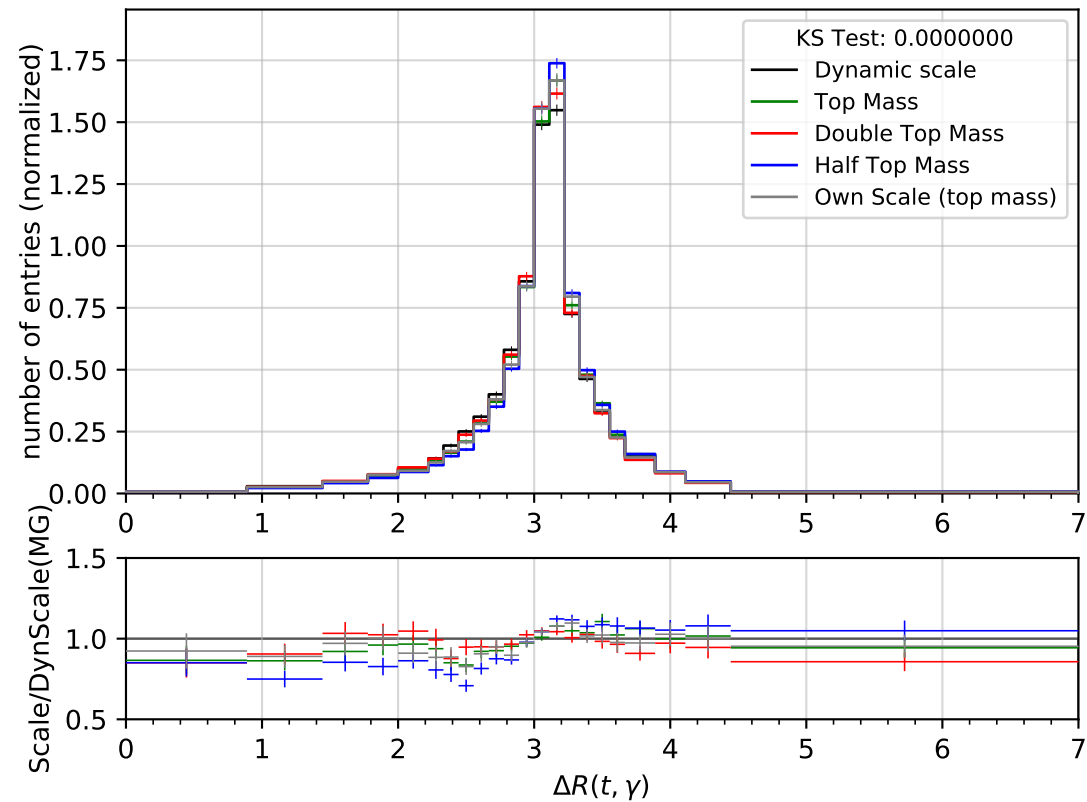 number of entries (normalized)
1.75
1.50
1.25
1.00
0.75
0.50
0.25
0.00
KS Test: 0.0000000
Dynamic scale
Top Mass
Double Top Mass
Half Top Mass
Own Scale (top mass)
0 1 2 3 4 5 6 7
Scale/DynScale(MG)
1.5
1.0
0.5
0 1 2 3 4 5 6 7
ΔR(t, γ)